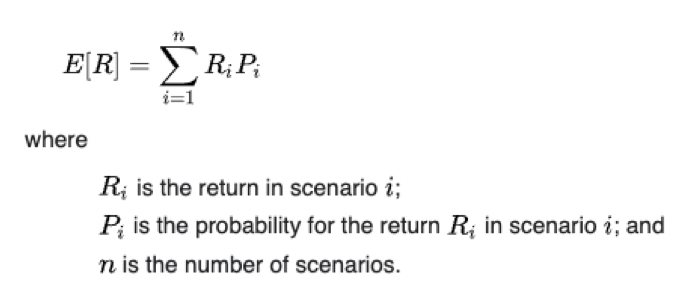 E[R] = \sum_{i=1}^{n} R_i P_i
where
R_i is the return in scenario i;
P_i is the probability for the return R_i in scenario i; and
n is the number of scenarios.